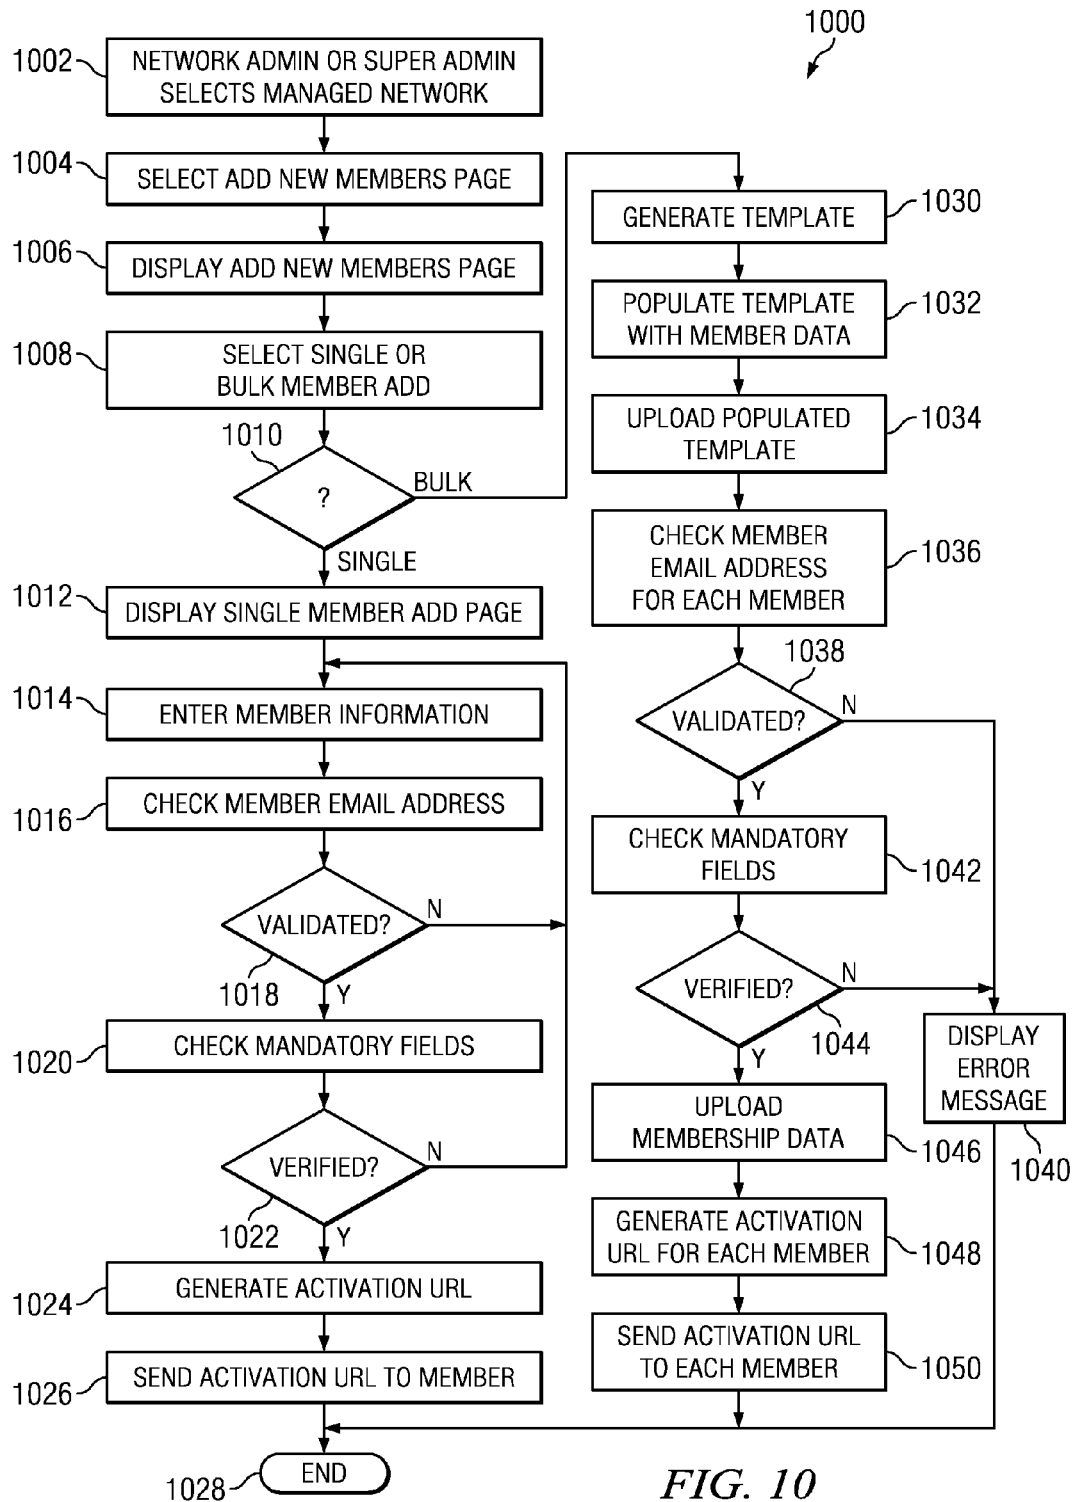 1000
1002
NETWORK ADMIN OR SUPER ADMIN
SELECTS MANAGED NETWORK
1004
SELECT ADD NEW MEMBERS PAGE
1006
DISPLAY ADD NEW MEMBERS PAGE
1008
SELECT SINGLE OR
BULK MEMBER ADD
1010
?
BULK
SINGLE
1012
DISPLAY SINGLE MEMBER ADD PAGE
1014
ENTER MEMBER INFORMATION
1016
CHECK MEMBER EMAIL ADDRESS
VALIDATED?
N
1018
Y
1020
CHECK MANDATORY FIELDS
VERIFIED?
N
1022
Y
1024
GENERATE ACTIVATION URL
1026
SEND ACTIVATION URL TO MEMBER
END
1028
GENERATE TEMPLATE
1030
POPULATE TEMPLATE
WITH MEMBER DATA
1032
UPLOAD POPULATED
TEMPLATE
1034
CHECK MEMBER
EMAIL ADDRESS
FOR EACH MEMBER
1036
1038
VALIDATED?
N
Y
CHECK MANDATORY
FIELDS
1042
VERIFIED?
N
1044
Y
DISPLAY
ERROR
MESSAGE
1040
UPLOAD
MEMBERSHIP DATA
1046
GENERATE ACTIVATION
URL FOR EACH MEMBER
1048
SEND ACTIVATION URL
TO EACH MEMBER
1050
FIG. 10